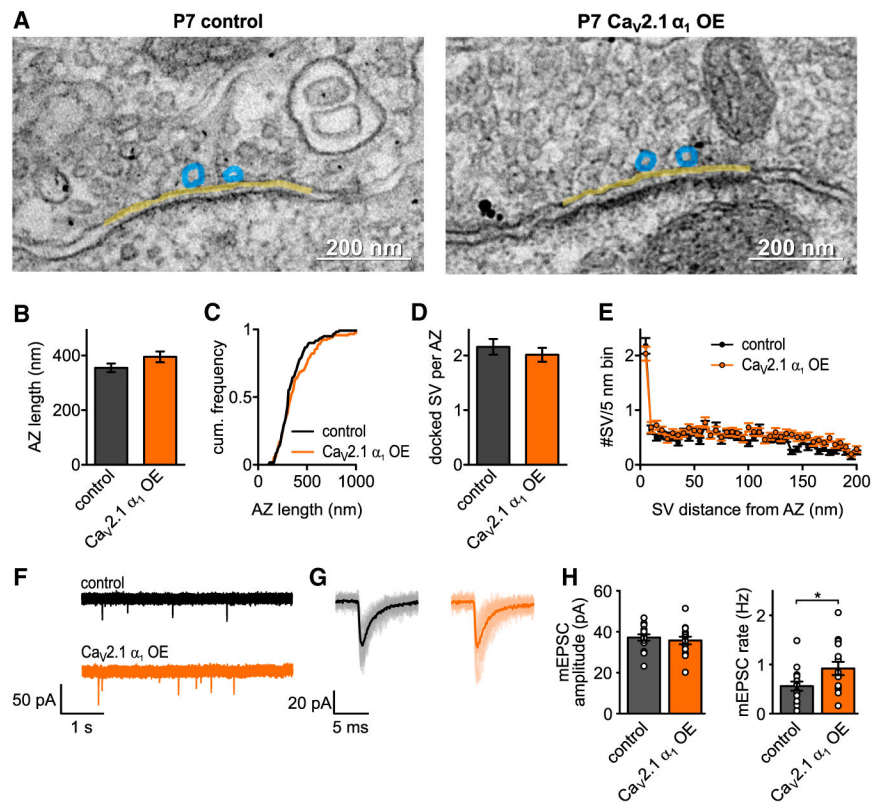 A
P7 control
P7 CaV2.1 α1 OE
200 nm
200 nm
B
AZ length (nm)
400
200
0
control
CaV2.1 α1 OE
C
cum. frequency
1
0.5
0
control
CaV2.1 α1 OE
0
500
1000
AZ length (nm)
D
docked SV per AZ
2
1
0
control
CaV2.1 α1 OE
E
#SV/5 nm bin
2
1
0
control
CaV2.1 α1 OE
0
50
100
150
200
SV distance from AZ (nm)
F
control
CaV2.1 α1 OE
50 pA
1 s
G
20 pA
5 ms
H
mEPSC
amplitude (pA)
60
40
20
0
control
CaV2.1 α1 OE
mEPSC rate (Hz)
2
1
0
*
control
CaV2.1 α1 OE